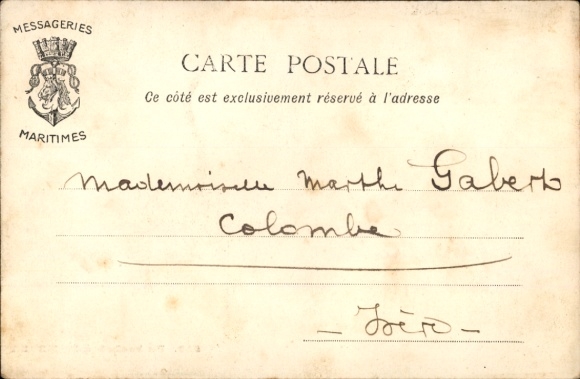 MESSAGERIES
MARITIMES
CARTE POSTALE
Ce côté est exclusivement réservé à l'adresse
Mademoiselle Marthe Gabert
Colombe
- Isère -